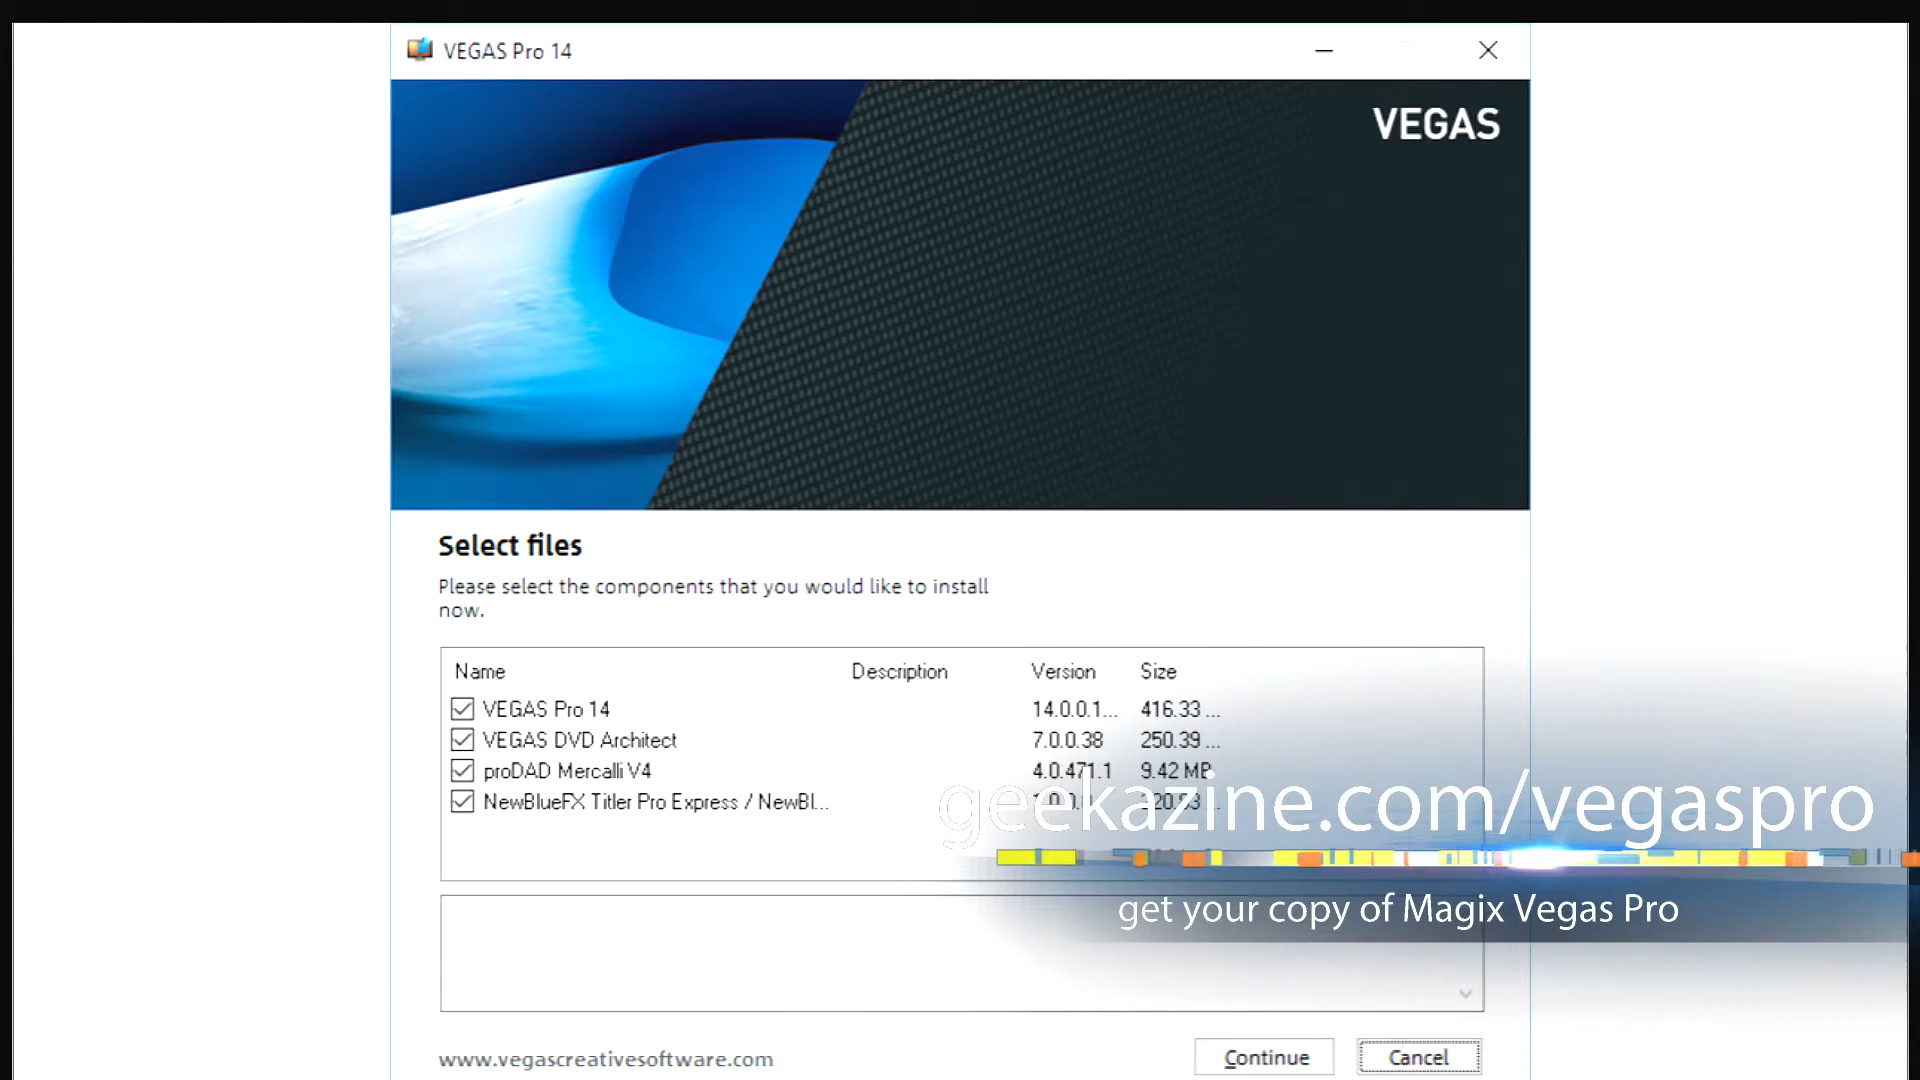 VEGAS Pro 14
VEGAS
Select files
Please select the components that you would like to install
now.
Name Description Version Size
VEGAS Pro 14 14.0.0.1... 416.33 ...
VEGAS DVD Architect 7.0.0.38 250.39 ...
proDAD Mercalli V4 4.0.471.1 9.42 MB
NewBlueFX Titler Pro Express / NewBl...
geekazine.com/vegaspro
get your copy of Magix Vegas Pro
www.vegascreativesoftware.com Continue Cancel